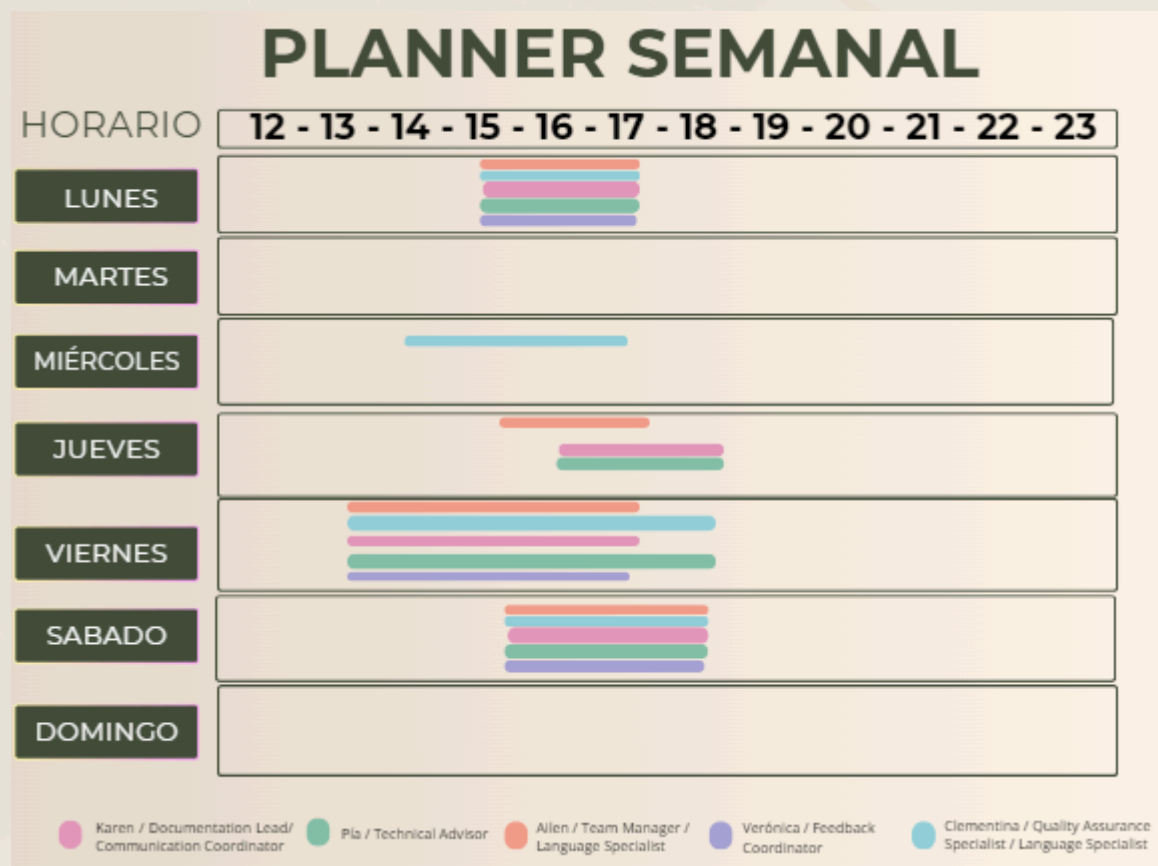 PLANNER SEMANAL
HORARIO
12 - 13 - 14 - 15 - 16 - 17 - 18 - 19 - 20 - 21 - 22 - 23
LUNES
MARTES
MIÉRCOLES
JUEVES
VIERNES
SABADO
DOMINGO
Karen / Documentation Lead/
Communication Coordinator
Pía / Technical Advisor
Ailen / Team Manager /
Language Specialist
Verónica / Feedback
Coordinator
Clementina / Quality Assurance
Specialist / Language Specialist